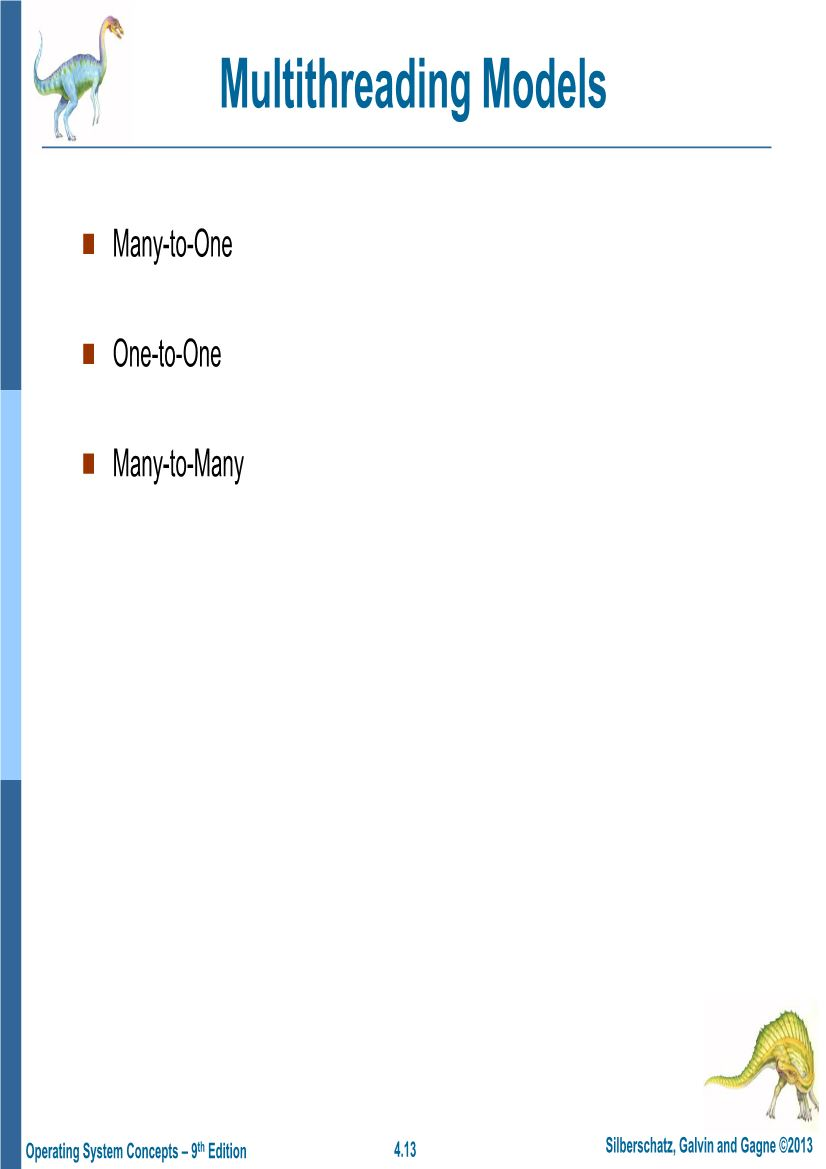 Multithreading Models
Many-to-One
One-to-One
Many-to-Many
Operating System Concepts – 9th Edition
4.13
Silberschatz, Galvin and Gagne ©2013